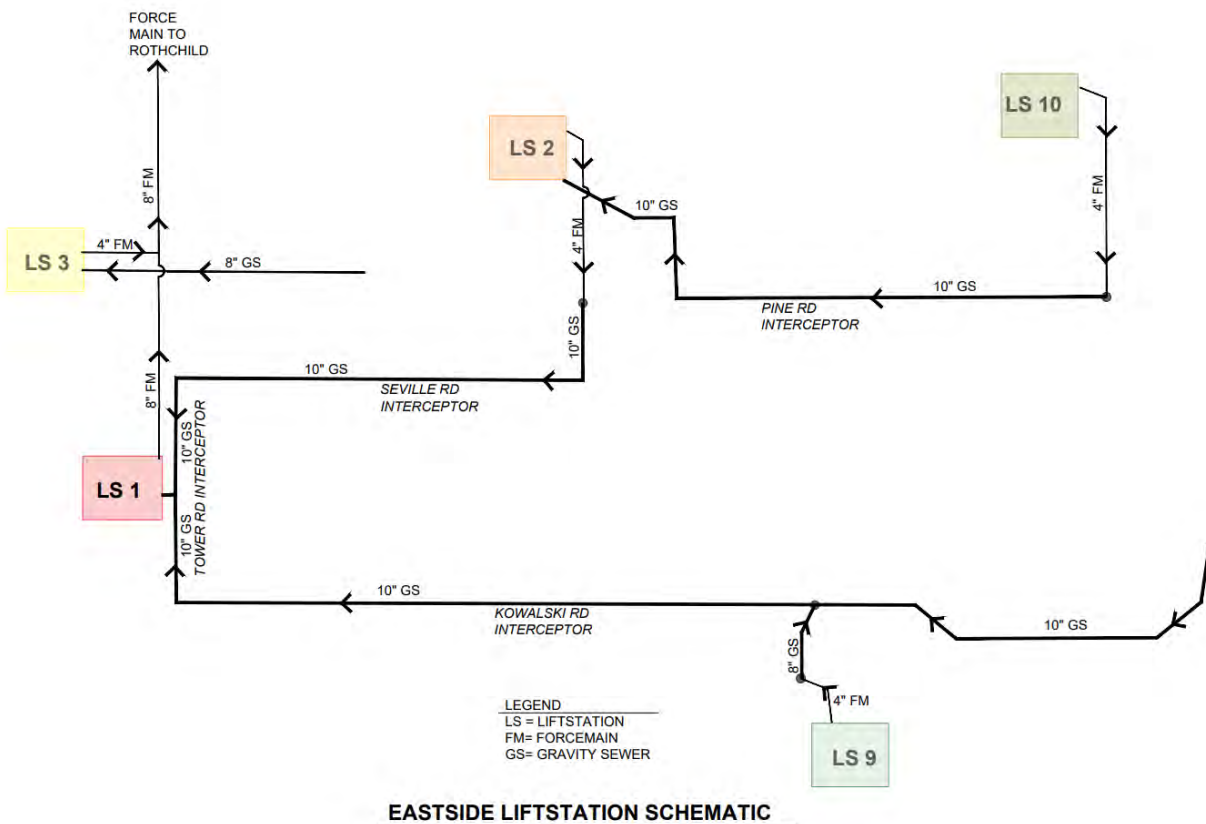 FORCE
MAIN TO
ROTHCHILD
LS 10
LS 2
8" FM
10" GS
4" FM
4" FM
4" FM
LS 3
8" GS
10" GS
PINE RD
INTERCEPTOR
10" GS
10" GS
SEVILLE RD
INTERCEPTOR
8" FM
10" GS
TOWER RD INTERCEPTOR
LS 1
10" GS
10" GS
KOWALSKI RD
INTERCEPTOR
10" GS
8" GS
4" FM
LEGEND
LS = LIFTSTATION
FM= FORCEMAIN
GS= GRAVITY SEWER
LS 9
EASTSIDE LIFTSTATION SCHEMATIC